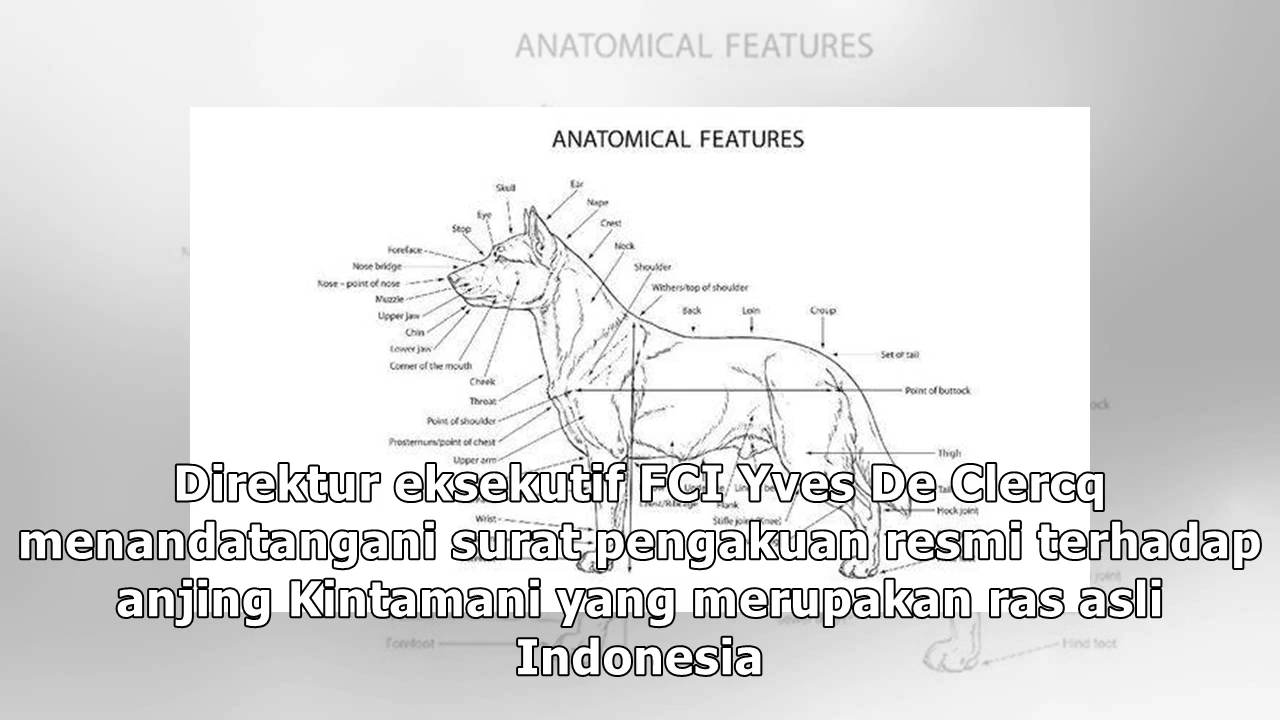 ANATOMICAL FEATURES
ANATOMICAL FEATURES
Ear
Skull
Nape
Eye
Crest
Stop
Neck
Foreface
Nose bridge
Shoulder
Nose – point of nose
Withers/top of shoulder
Muzzle
Back
Loin
Croup
Upper jaw
Chin
Lower jaw
Set of tail
Corner of the mouth
Cheek
Point of buttock
Throat
Point of shoulder
Prosternum/point of chest
Thigh
Upper arm
Direktur eksekutif FCI Yves De Clercq
Hock joint
Flank
Wrist
menandatangani surat pengakuan resmi terhadap
anjing Kintamani yang merupakan ras asli
Forefoot
Hind foot
Indonesia